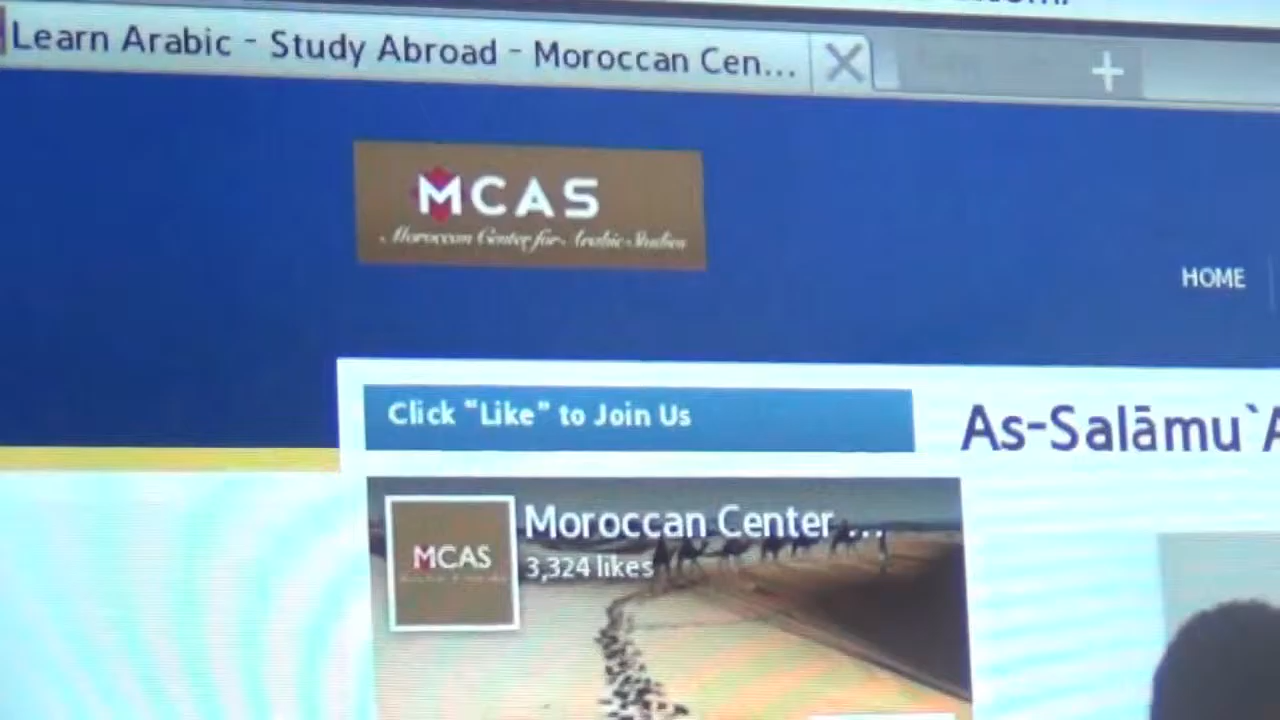 Learn Arabic - Study Abroad - Moroccan Cen...
MCAS
Moroccan Center for Arabic Studies
HOME
Click “Like” to Join Us
As-Salāmu`A
Moroccan Center ...
3,324 likes
MCAS